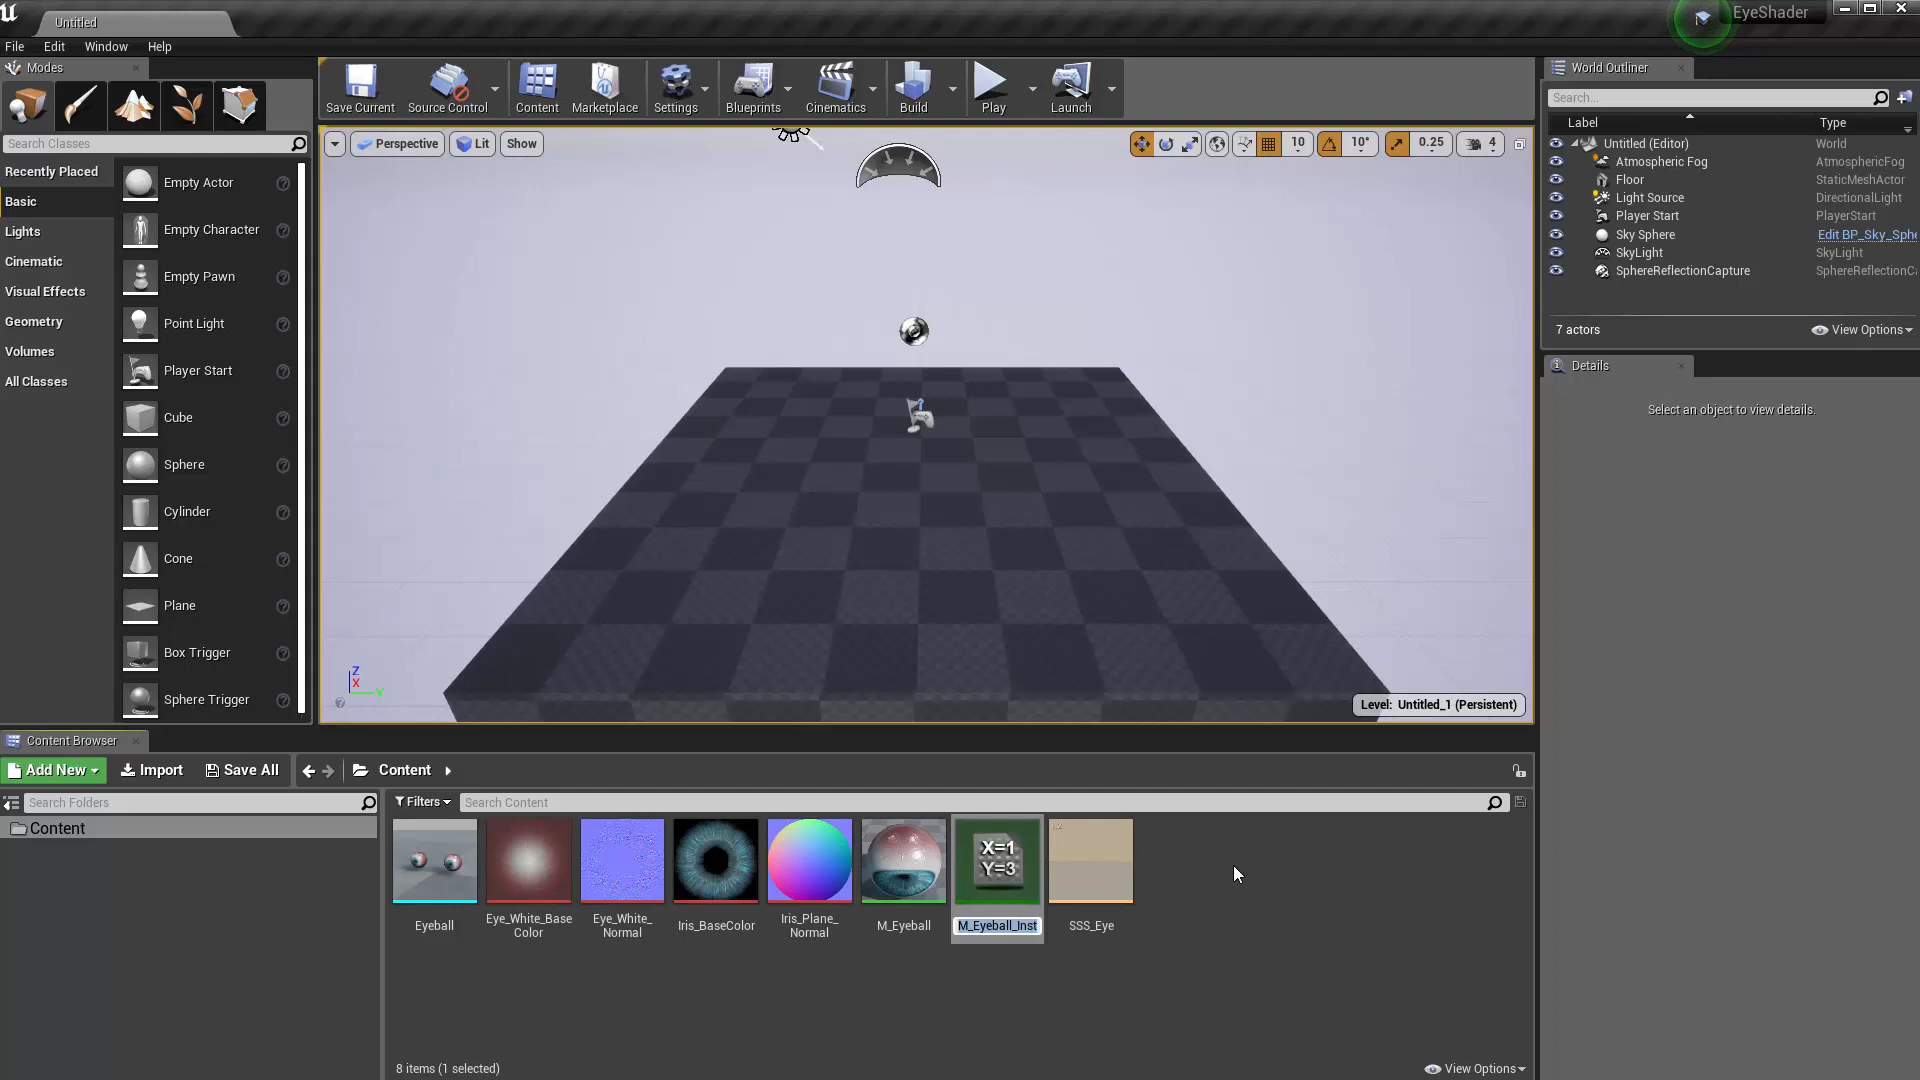 Untitled
EyeShader
File Edit Window Help
Modes
Search Classes
Recently Placed
Basic
Lights
Cinematic
Visual Effects
Geometry
Volumes
All Classes
Empty Actor
Empty Character
Empty Pawn
Point Light
Player Start
Cube
Sphere
Cylinder
Cone
Plane
Box Trigger
Sphere Trigger
Save Current Source Control Content Marketplace Settings Blueprints Cinematics Build Play Launch
Perspective Lit Show 10 10° 0.25 4
Z
X
Y
Level: Untitled_1 (Persistent)
World Outliner
Search...
Label Type
Untitled (Editor) World
Atmospheric Fog AtmosphericFog
Floor StaticMeshActor
Light Source DirectionalLight
Player Start PlayerStart
Sky Sphere Edit BP_Sky_Sphe
SkyLight SkyLight
SphereReflectionCapture SphereReflectionCa
7 actors View Options
Details
Select an object to view details.
Content Browser
Add New Import Save All Content
Search Folders
Content
Filters Search Content
X=1
Y=3
Eyeball
Eye_White_Base
Color
Eye_White_
Normal
Iris_BaseColor
Iris_Plane_
Normal
M_Eyeball
M_Eyeball_Inst
SSS_Eye
8 items (1 selected) View Options